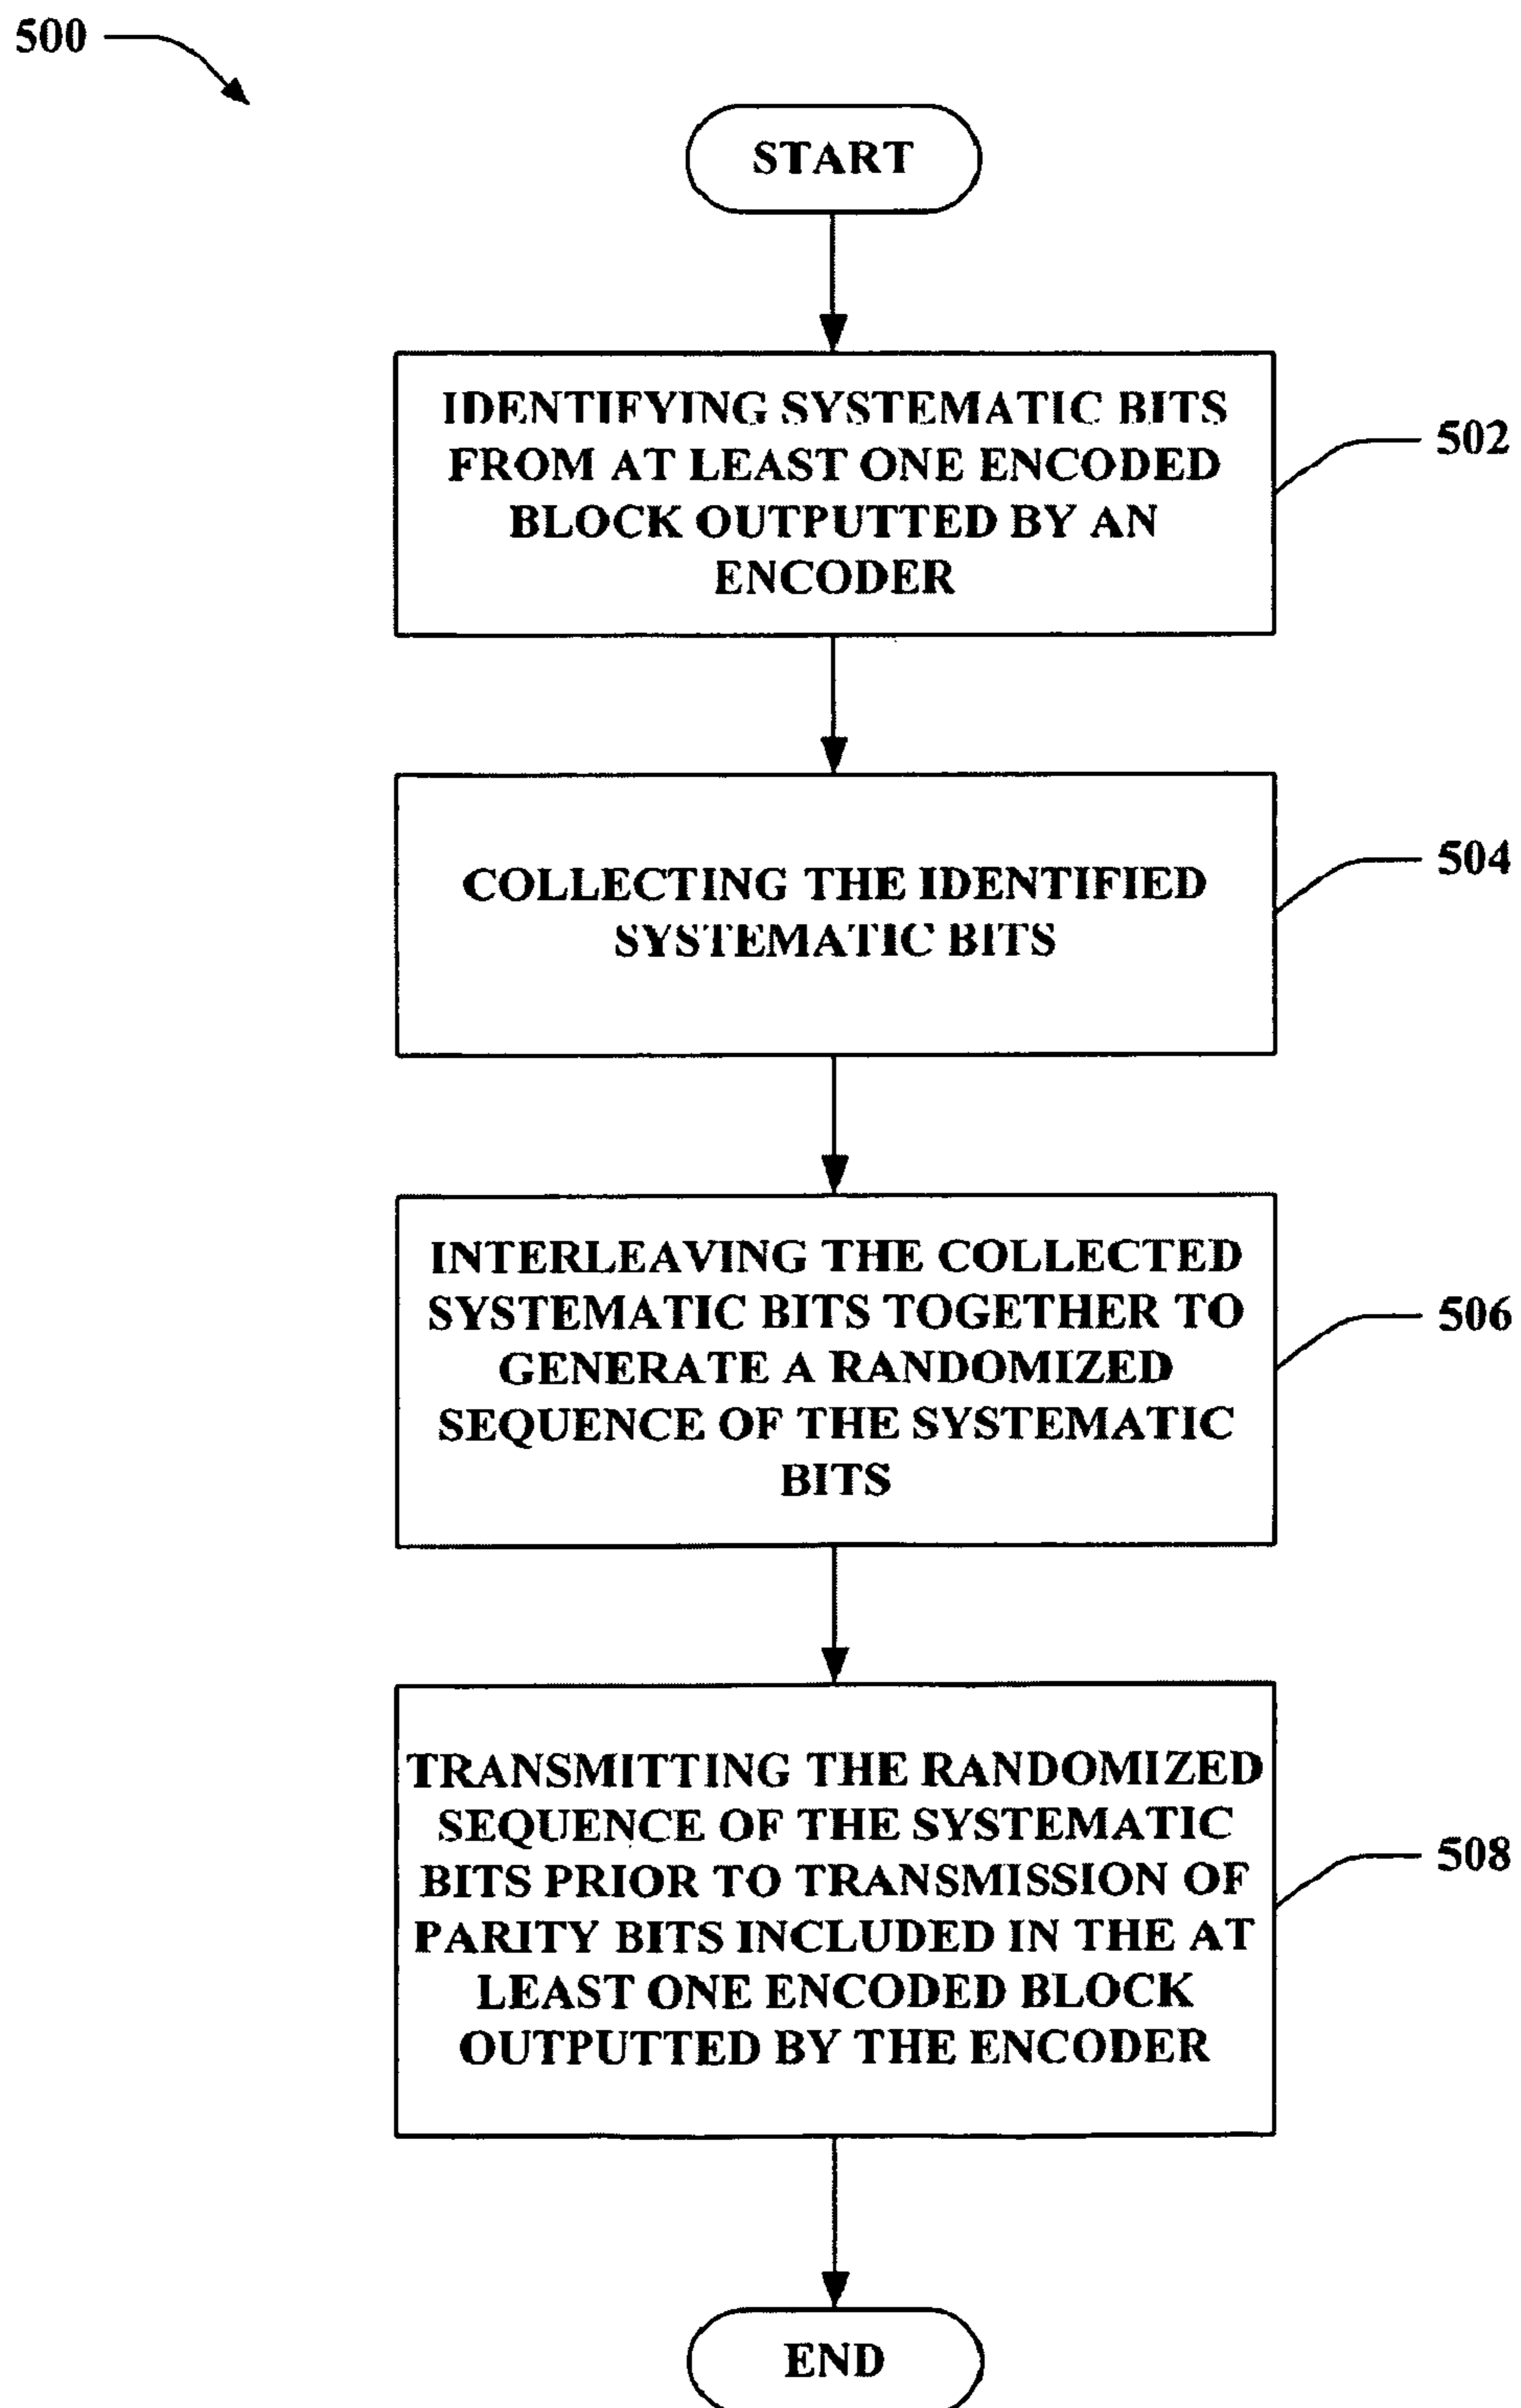 500
START
IDENTIFYING SYSTEMATIC BITS
FROM AT LEAST ONE ENCODED
BLOCK OUTPUTTED BY AN
ENCODER
502
COLLECTING THE IDENTIFIED
SYSTEMATIC BITS
504
INTERLEAVING THE COLLECTED
SYSTEMATIC BITS TOGETHER TO
GENERATE A RANDOMIZED
SEQUENCE OF THE SYSTEMATIC
BITS
506
TRANSMITTING THE RANDOMIZED
SEQUENCE OF THE SYSTEMATIC
BITS PRIOR TO TRANSMISSION OF
PARITY BITS INCLUDED IN THE AT
LEAST ONE ENCODED BLOCK
OUTPUTTED BY THE ENCODER
508
END